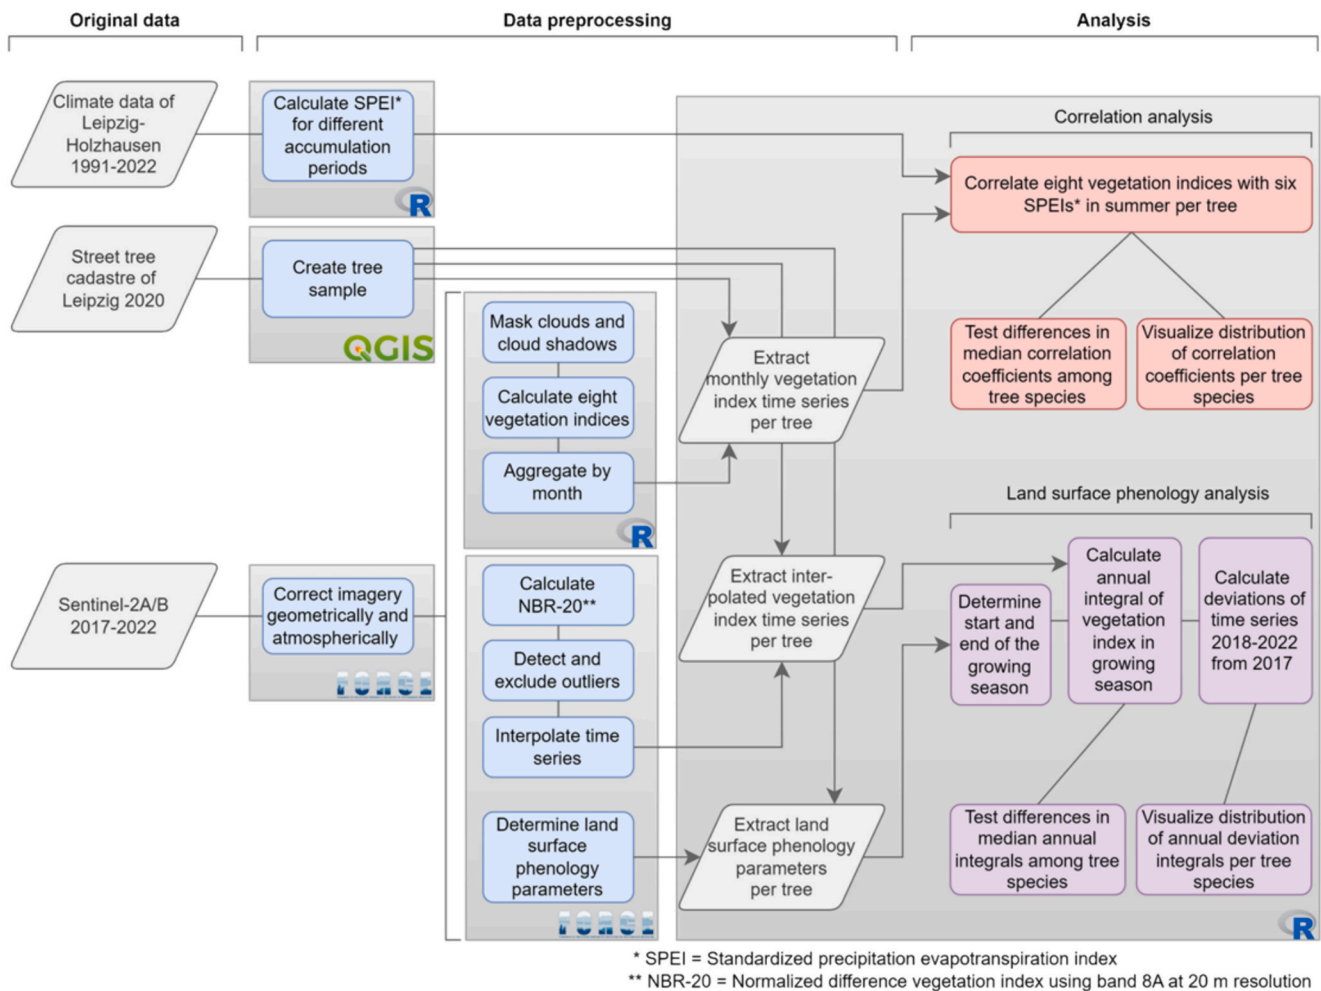 Original data
Data preprocessing
Analysis
Climate data of
Leipzig-
Holzhausen
1991-2022
Calculate SPEI*
for different
accumulation
periods
R
Correlation analysis
Correlate eight vegetation indices with six
SPEIs* in summer per tree
Street tree
cadastre of
Leipzig 2020
Create tree
sample
QGIS
Mask clouds and
cloud shadows
Calculate eight
vegetation indices
Aggregate by
month
R
Extract
monthly vegetation
index time series
per tree
Test differences in
median correlation
coefficients among
tree species
Visualize distribution
of correlation
coefficients per tree
species
Land surface phenology analysis
Sentinel-2A/B
2017-2022
Correct imagery
geometrically and
atmospherically
FORCE
Calculate
NBR-20**
Detect and
exclude outliers
Interpolate time
series
Determine land
surface
phenology
parameters
FORCE
Extract inter-
polated vegetation
index time series
per tree
Extract land
surface phenology
parameters
per tree
Determine
start and
end of the
growing
season
Calculate
annual
integral of
vegetation
index in
growing
season
Calculate
deviations of
time series
2018-2022
from 2017
Test differences in
median annual
integrals among tree
species
Visualize distribution
of annual deviation
integrals per tree
species
R
* SPEI = Standardized precipitation evapotranspiration index
** NBR-20 = Normalized difference vegetation index using band 8A at 20 m resolution